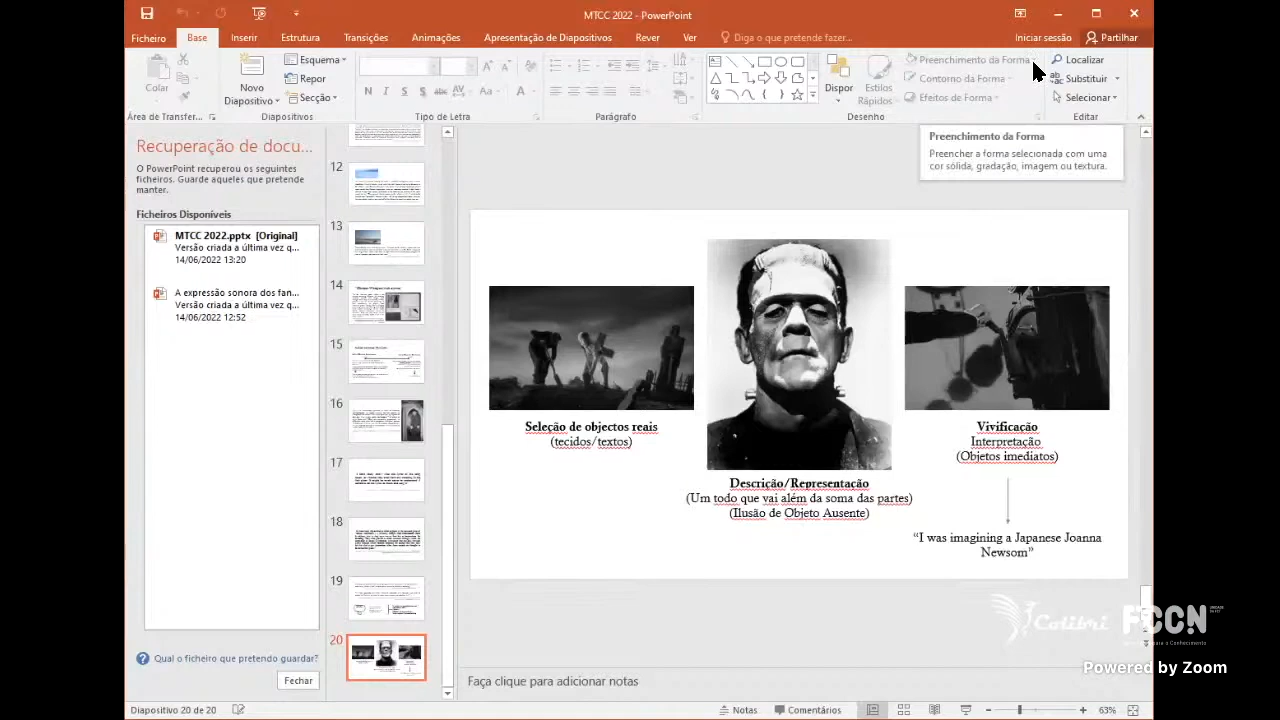 MTCC 2022 - PowerPoint
Ficheiro Base Inserir Estrutura Transições Animações Apresentação de Diapositivos Rever Ver Diga o que pretende fazer... Iniciar sessão Partilhar
Colar
Novo Diapositivo
Esquema
Repor
Secção
N I S S abc AV Aa A
Dispor
Estilos Rápidos
Preenchimento da Forma
Contorno da Forma
Efeitos de Forma
Localizar
Substituir
Selecionar
Área de Transfer... Diapositivos Tipo de Letra Parágrafo Desenho Editar
Preenchimento da Forma
Preencher a forma selecionada com uma
cor sólida, gradação, imagem ou textura.
Recuperação de docu...
O PowerPoint recuperou os seguintes
ficheiros. Guarde aqueles que pretende
manter.
Ficheiros Disponíveis
MTCC 2022.pptx [Original]
Versão criada a última vez q...
14/06/2022 13:20
A expressão sonora dos fan...
Versão criada a última vez q...
14/06/2022 12:52
Qual o ficheiro que pretendo guardar?
Fechar
12
13
14
15
16
17
18
19
20
Seleção de objectos reais
(tecidos/textos)
Descrição/Representação
(Um todo que vai além da soma das partes)
(Ilusão de Objeto Ausente)
Vivificação
Interpretação
(Objetos imediatos)
“I was imagining a Japanese Joanna
Newsom”
Colibri FCCN
Powered by Zoom
Faça clique para adicionar notas
Diapositivo 20 de 20 Notas Comentários 63%